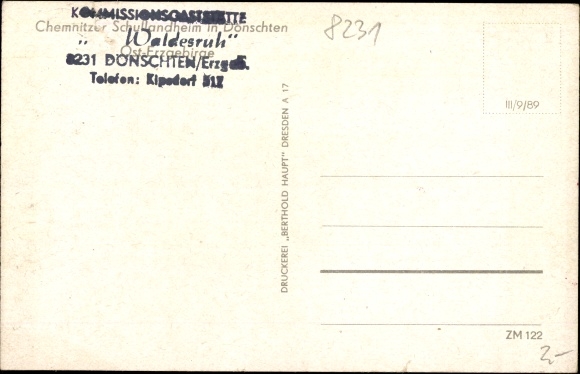 KOMMISSIONSGASTSTÄTTE
Chemnitzer Schullandheim in Dönschten
„Waldesruh"
Ost-Erzgebirge
8231 DÖNSCHTEN/Erzgeb.
Telefon: Kipsdorf 317
8231
III/9/89
DRUCKEREI „BERTHOLD HAUPT" DRESDEN A 17
ZM 122
2,-